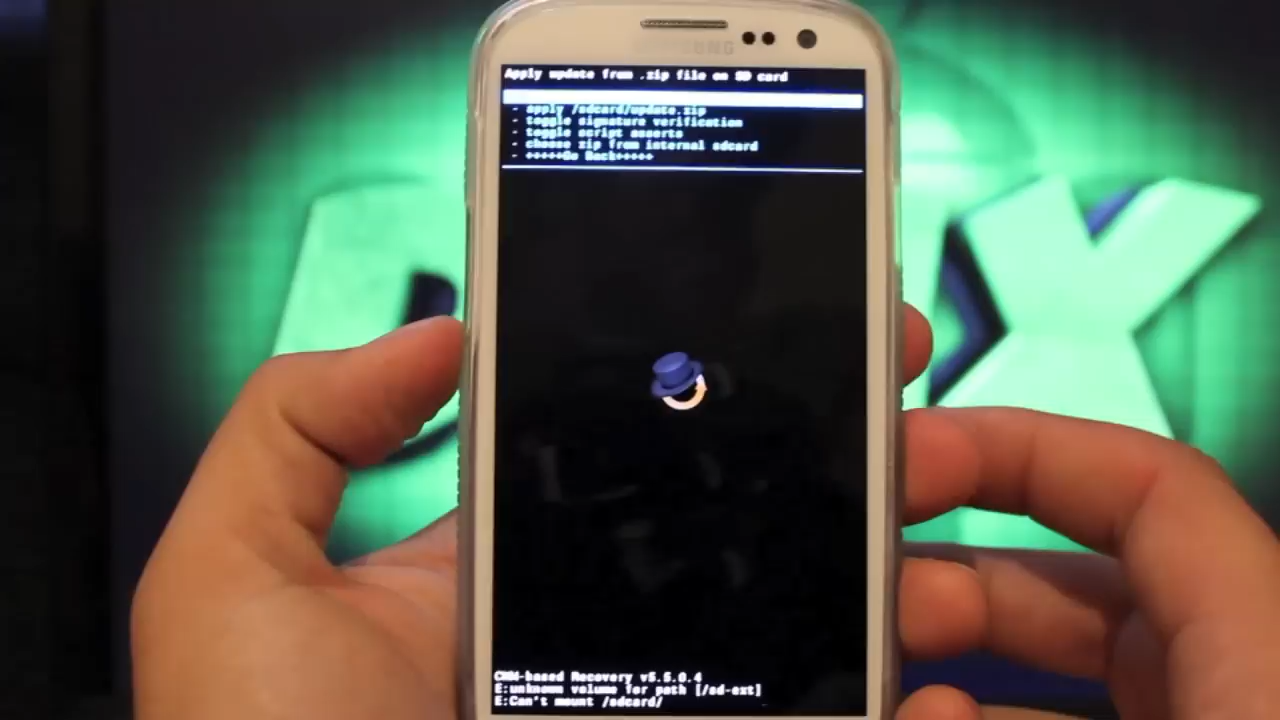 SAMSUNG
Apply update from .zip file on SD card
- apply /sdcard/update.zip
- toggle signature verification
- toggle script asserts
- choose zip from internal sdcard
- +++++Go Back+++++
CWM-based Recovery v5.5.0.4
E:unknown volume for path [/sd-ext]
E:Can't mount /sdcard/